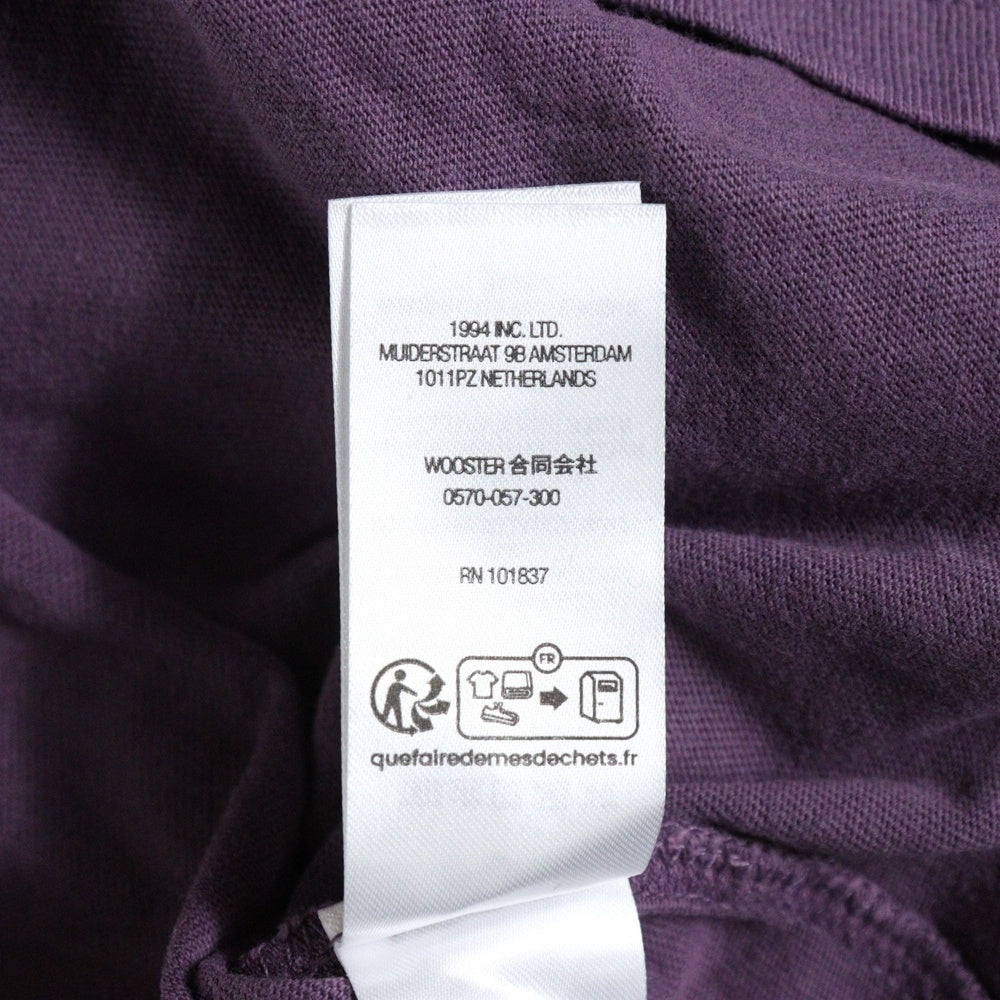 1994 INC. LTD.
MUIDERSTRAAT 9B AMSTERDAM
1011PZ NETHERLANDS
WOOSTER 合同会社
0570-057-300
RN 101837
FR
quefairedemesdechets.fr